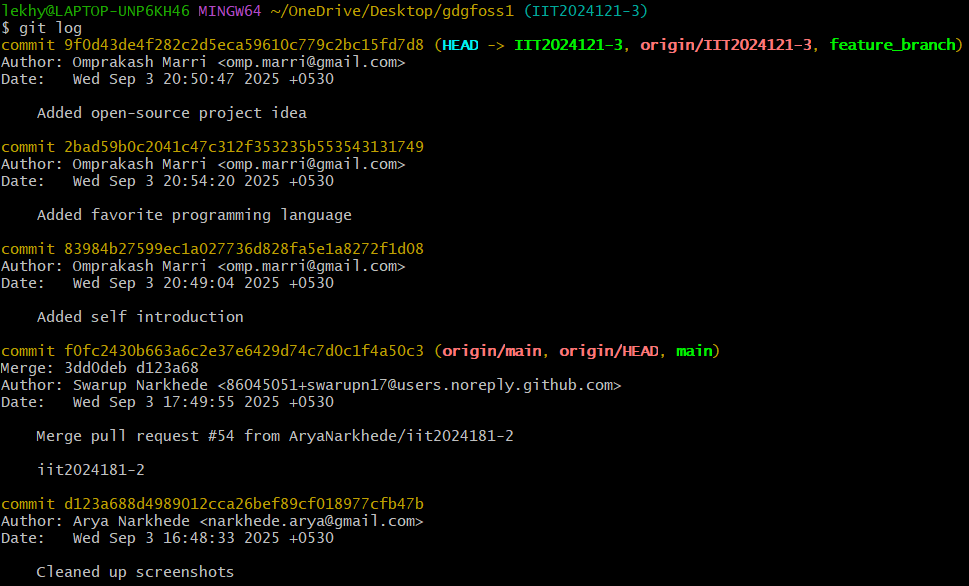 lekhy@LAPTOP-UNP6KH46 MINGW64 ~/OneDrive/Desktop/gdgfoss1 (IIT2024121-3)
$ git log
commit 9f0d43de4f282c2d5eca59610c779c2bc15fd7d8 (HEAD -> IIT2024121-3, origin/IIT2024121-3, feature_branch)
Author: Omprakash Marri <omp.marri@gmail.com>
Date:   Wed Sep 3 20:50:47 2025 +0530

    Added open-source project idea

commit 2bad59b0c2041c47c312f353235b553543131749
Author: Omprakash Marri <omp.marri@gmail.com>
Date:   Wed Sep 3 20:54:20 2025 +0530

    Added favorite programming language

commit 83984b27599ec1a027736d828fa5e1a8272f1d08
Author: Omprakash Marri <omp.marri@gmail.com>
Date:   Wed Sep 3 20:49:04 2025 +0530

    Added self introduction

commit f0fc2430b663a6c2e37e6429d74c7d0c1f4a50c3 (origin/main, origin/HEAD, main)
Merge: 3dd0deb d123a68
Author: Swarup Narkhede <86045051+swarupn17@users.noreply.github.com>
Date:   Wed Sep 3 17:49:55 2025 +0530

    Merge pull request #54 from AryaNarkhede/iit2024181-2

    iit2024181-2

commit d123a688d4989012cca26bef89cf018977cfb47b
Author: Arya Narkhede <narkhede.arya@gmail.com>
Date:   Wed Sep 3 16:48:33 2025 +0530

    Cleaned up screenshots